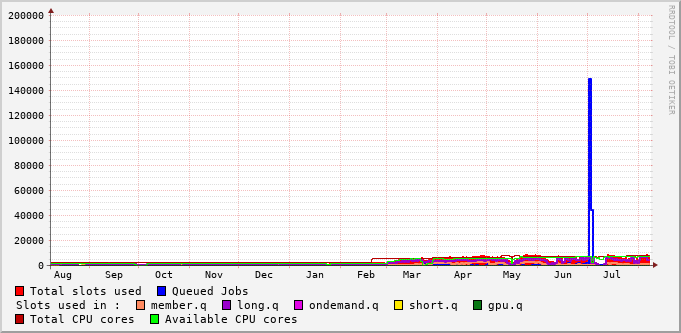 200000
180000
160000
140000
120000
100000
80000
60000
40000
20000
0
Aug Sep Oct Nov Dec Jan Feb Mar Apr May Jun Jul
RRDTOOL / TOBI OETIKER
Total slots used Queued Jobs
Slots used in : member.q long.q ondemand.q short.q gpu.q
Total CPU cores Available CPU cores